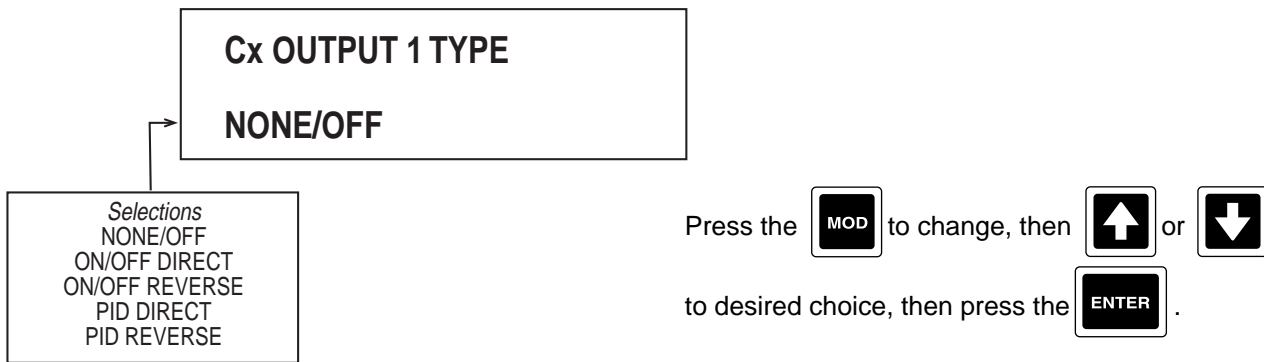 Cx OUTPUT 1 TYPE
NONE/OFF
Selections
NONE/OFF
ON/OFF DIRECT
ON/OFF REVERSE
PID DIRECT
PID REVERSE
Press the MOD to change, then or
to desired choice, then press the ENTER .